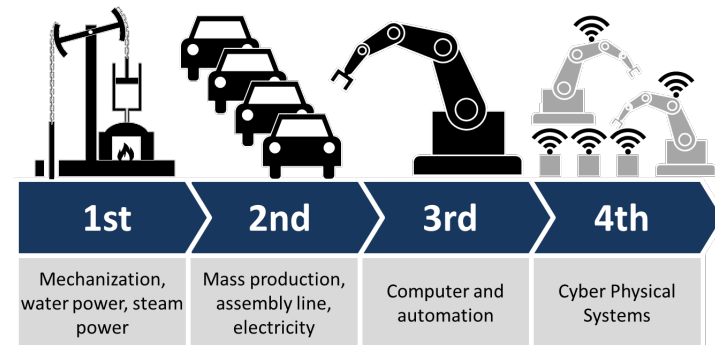 1st
2nd
3rd
4th
Mechanization,
water power, steam
power
Mass production,
assembly line,
electricity
Computer and
automation
Cyber Physical
Systems